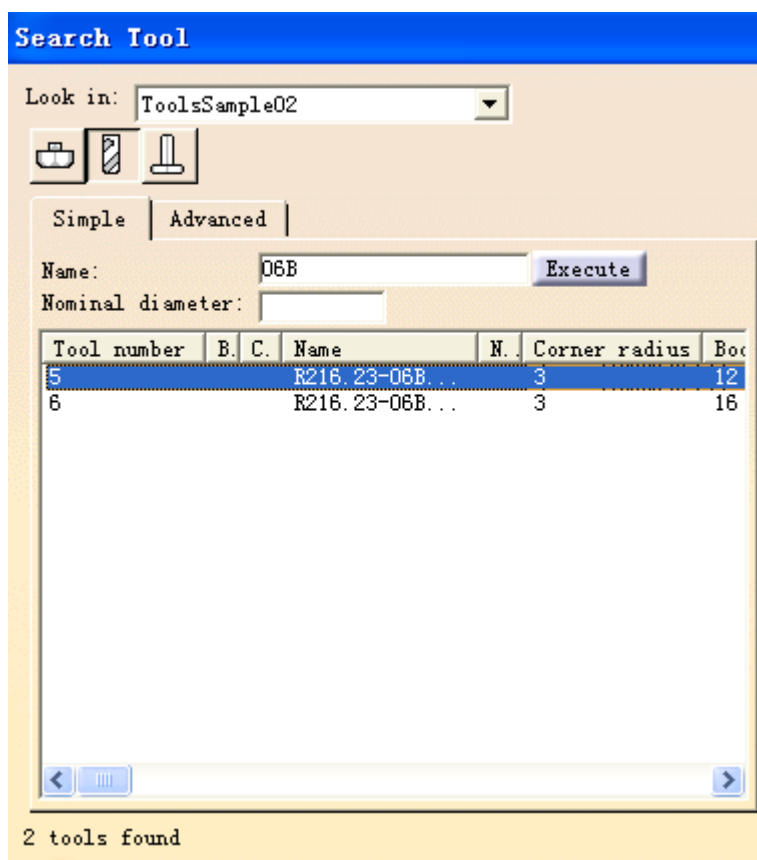 Search Tool
Look in: ToolsSample02
Simple Advanced
Name: 06B Execute
Nominal diameter:
Tool number B. C. Name N. . Corner radius Boo
5 R216.23-06B... 3 12
6 R216.23-06B... 3 16
2 tools found